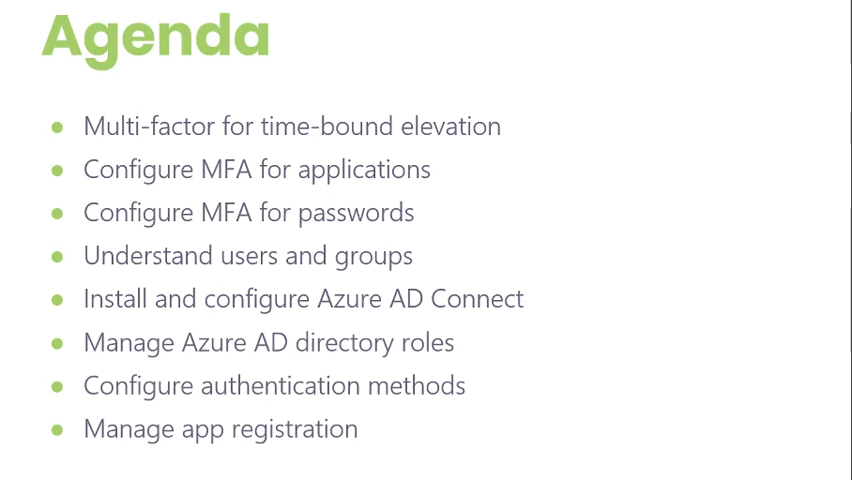 Agenda
● Multi-factor for time-bound elevation
● Configure MFA for applications
● Configure MFA for passwords
● Understand users and groups
● Install and configure Azure AD Connect
● Manage Azure AD directory roles
● Configure authentication methods
● Manage app registration